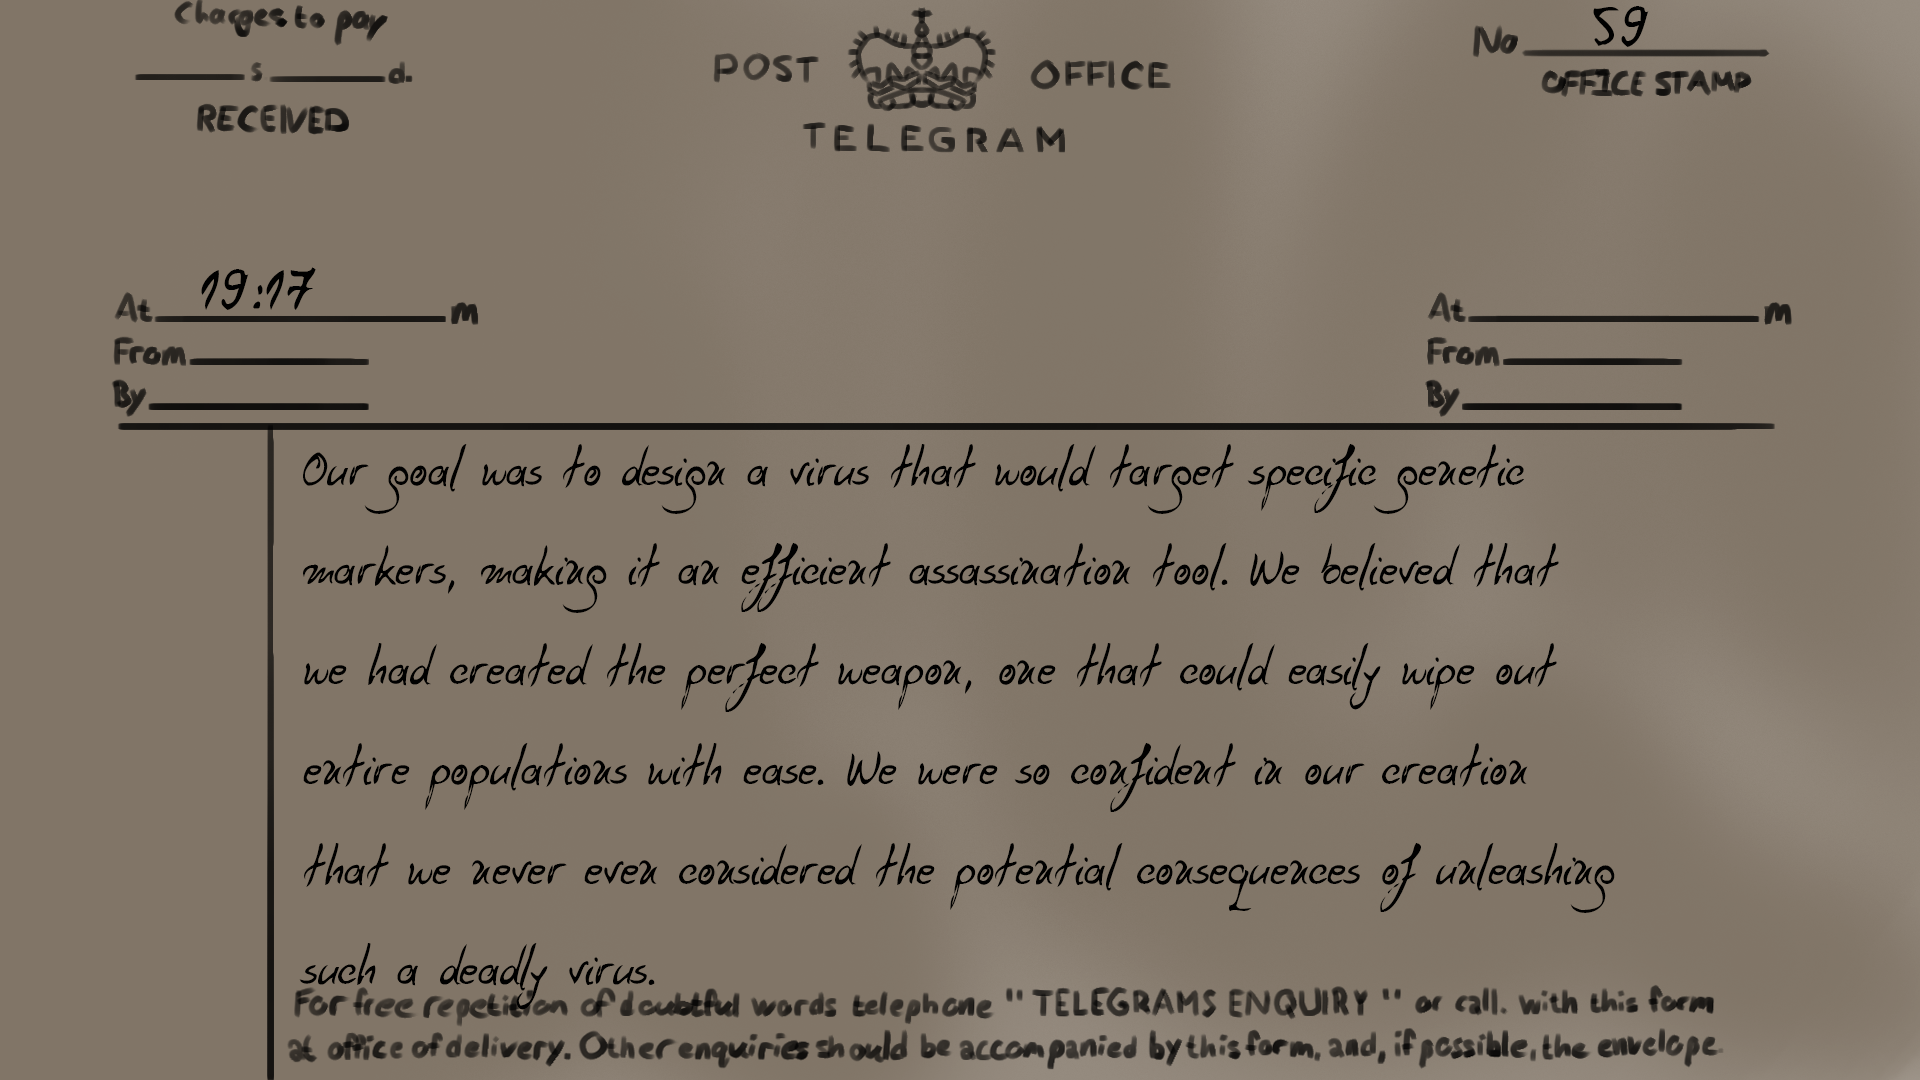 Charges to pay
s d.
RECEIVED
POST OFFICE
TELEGRAM
No 59
OFFICE STAMP
At 19:17 m
From
By
At m
From
By
Our goal was to design a virus that would target specific genetic
markers, making it an efficient assassination tool. We believed that
we had created the perfect weapon, one that could easily wipe out
entire populations with ease. We were so confident in our creation
that we never even considered the potential consequences of unleashing
such a deadly virus.
For free repetition of doubtful words telephone "TELEGRAMS ENQUIRY" or call. with this form
at office of delivery. Other enquiries should be accompanied by this form, and, if possible, the envelope.